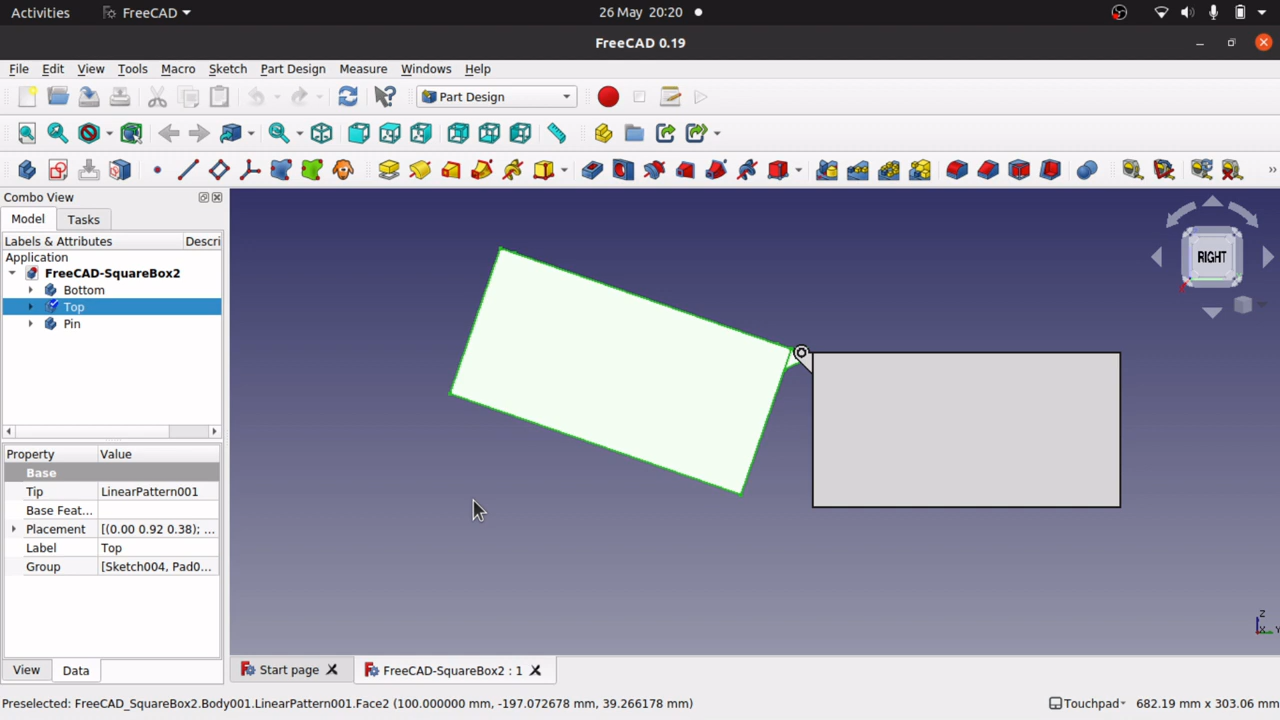 Activities FreeCAD 26 May 20:20
FreeCAD 0.19
File Edit View Tools Macro Sketch Part Design Measure Windows Help
Part Design
»
Combo View
Model Tasks
Labels & Attributes Descri
Application
FreeCAD-SquareBox2
Bottom
Top
Pin
RIGHT
Property Value
Base
Tip LinearPattern001
Base Feat...
Placement [(0.00 0.92 0.38); ...
Label Top
Group [Sketch004, Pad0...
Z
X Y
View Data
Start page FreeCAD-SquareBox2 : 1
Preselected: FreeCAD_SquareBox2.Body001.LinearPattern001.Face2 (100.000000 mm, -197.072678 mm, 39.266178 mm) Touchpad 682.19 mm x 303.06 mm